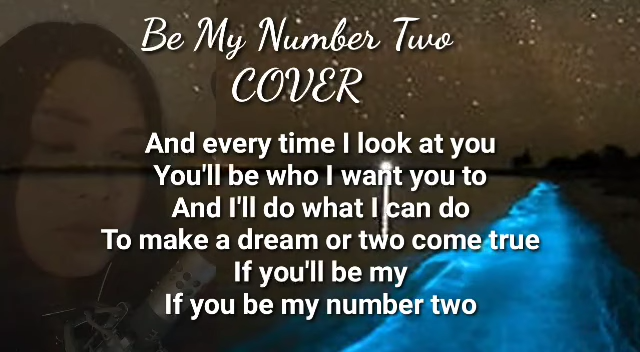 Be My Number Two
COVER
And every time I look at you
You'll be who I want you to
And I'll do what I can do
To make a dream or two come true
If you'll be my
If you be my number two